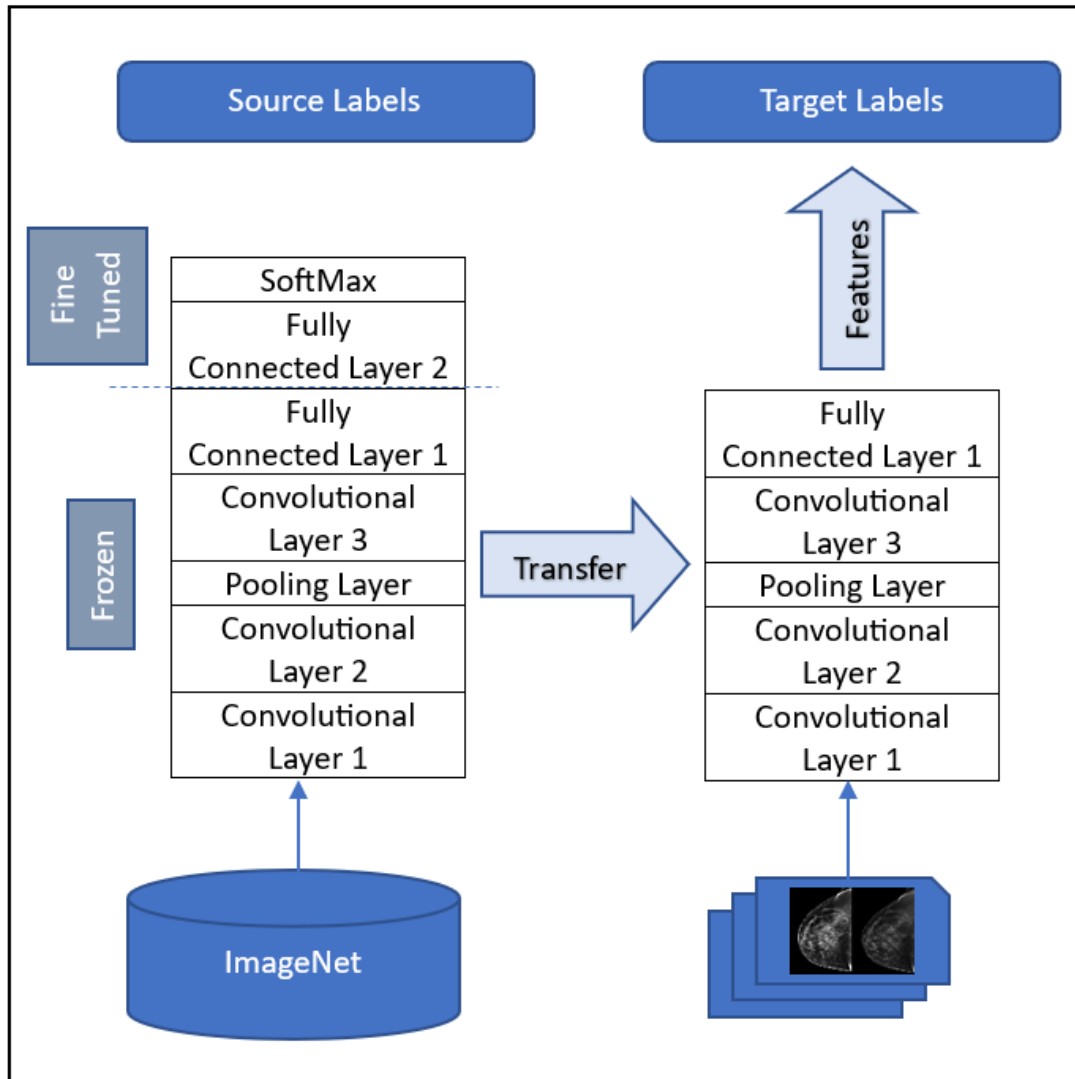 Source Labels
Target Labels
Fine
Tuned
SoftMax
Fully
Connected Layer 2
Fully
Connected Layer 1
Convolutional
Layer 3
Pooling Layer
Convolutional
Layer 2
Convolutional
Layer 1
Frozen
ImageNet
Transfer
Features
Fully
Connected Layer 1
Convolutional
Layer 3
Pooling Layer
Convolutional
Layer 2
Convolutional
Layer 1